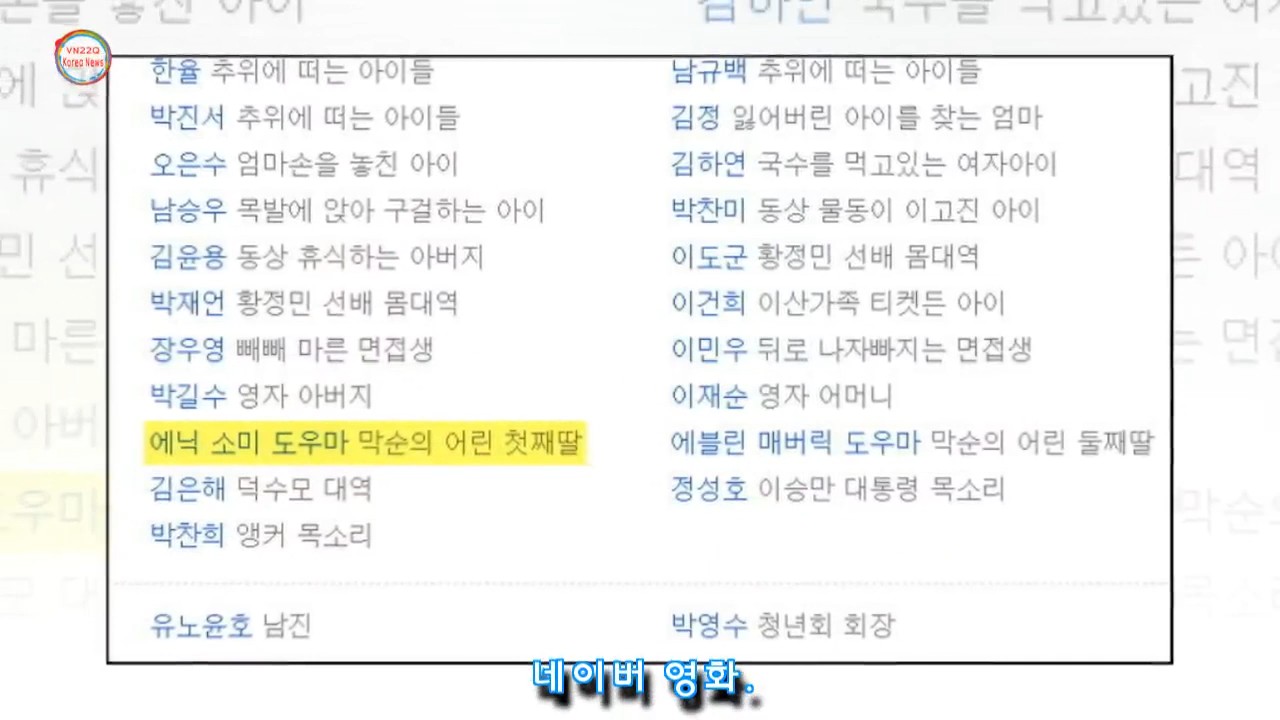 VN22Q
Korea News
한율 추위에 떠는 아이들
남규백 추위에 떠는 아이들
박진서 추위에 떠는 아이들
김정 잃어버린 아이를 찾는 엄마
오은수 엄마손을 놓친 아이
김하연 국수를 먹고있는 여자아이
남승우 목발에 앉아 구걸하는 아이
박찬미 동상 물동이 이고진 아이
김윤용 동상 휴식하는 아버지
이도군 황정민 선배 몸대역
박재언 황정민 선배 몸대역
이건희 이산가족 티켓든 아이
장우영 빼빼 마른 면접생
이민우 뒤로 나자빠지는 면접생
박길수 영자 아버지
이재순 영자 어머니
에닉 소미 도우마 막순의 어린 첫째딸
에블린 매버릭 도우마 막순의 어린 둘째딸
김은해 덕수모 대역
정성호 이승만 대통령 목소리
박찬희 앵커 목소리
유노윤호 남진
박영수 청년회 회장
네이버 영화.